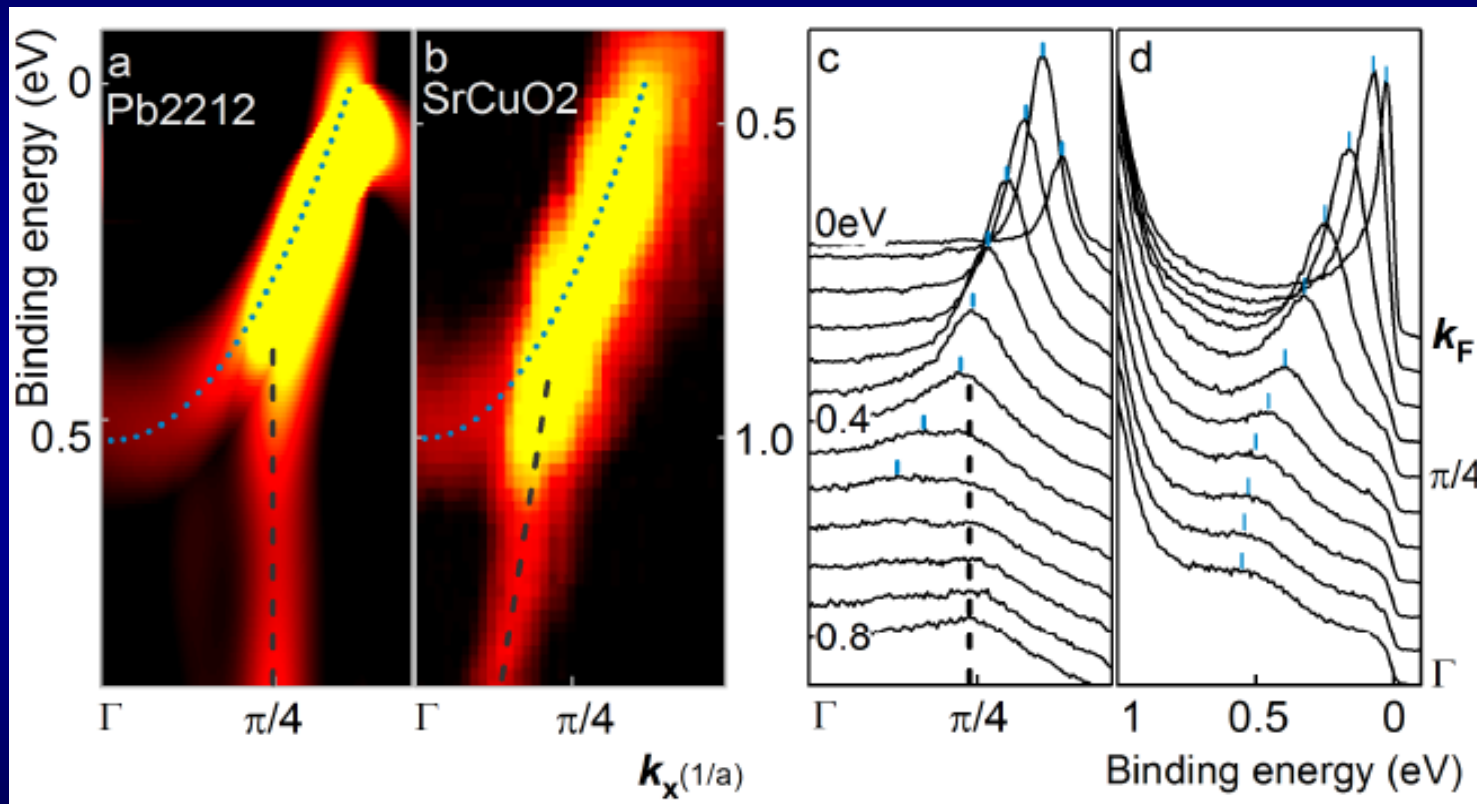 a
Pb2212
b
SrCuO2
c
d
Binding energy (eV)
0
0.5
0.5
1.0
0eV
0.4
0.8
k_F
π/4
Γ
Γ
π/4
Γ
π/4
Γ
π/4
1
0.5
0
k_x(1/a)
Binding energy (eV)